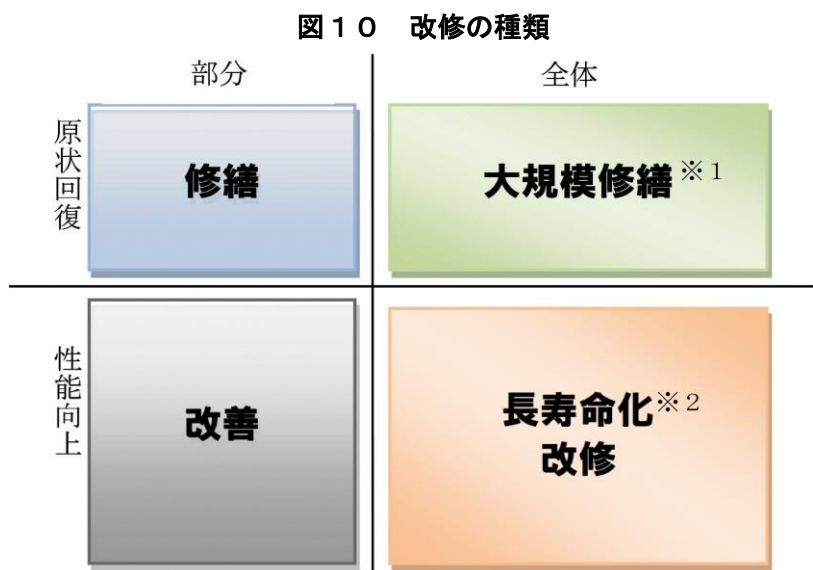 図10　改修の種類
部分
全体
原状回復
修繕
大規模修繕※1
性能向上
改善
長寿命化※2
改修